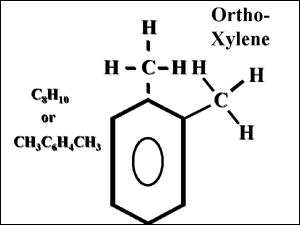 Ortho-
Xylene
H
H C H H H
C
H
C₈H₁₀
or
CH₃C₆H₄CH₃